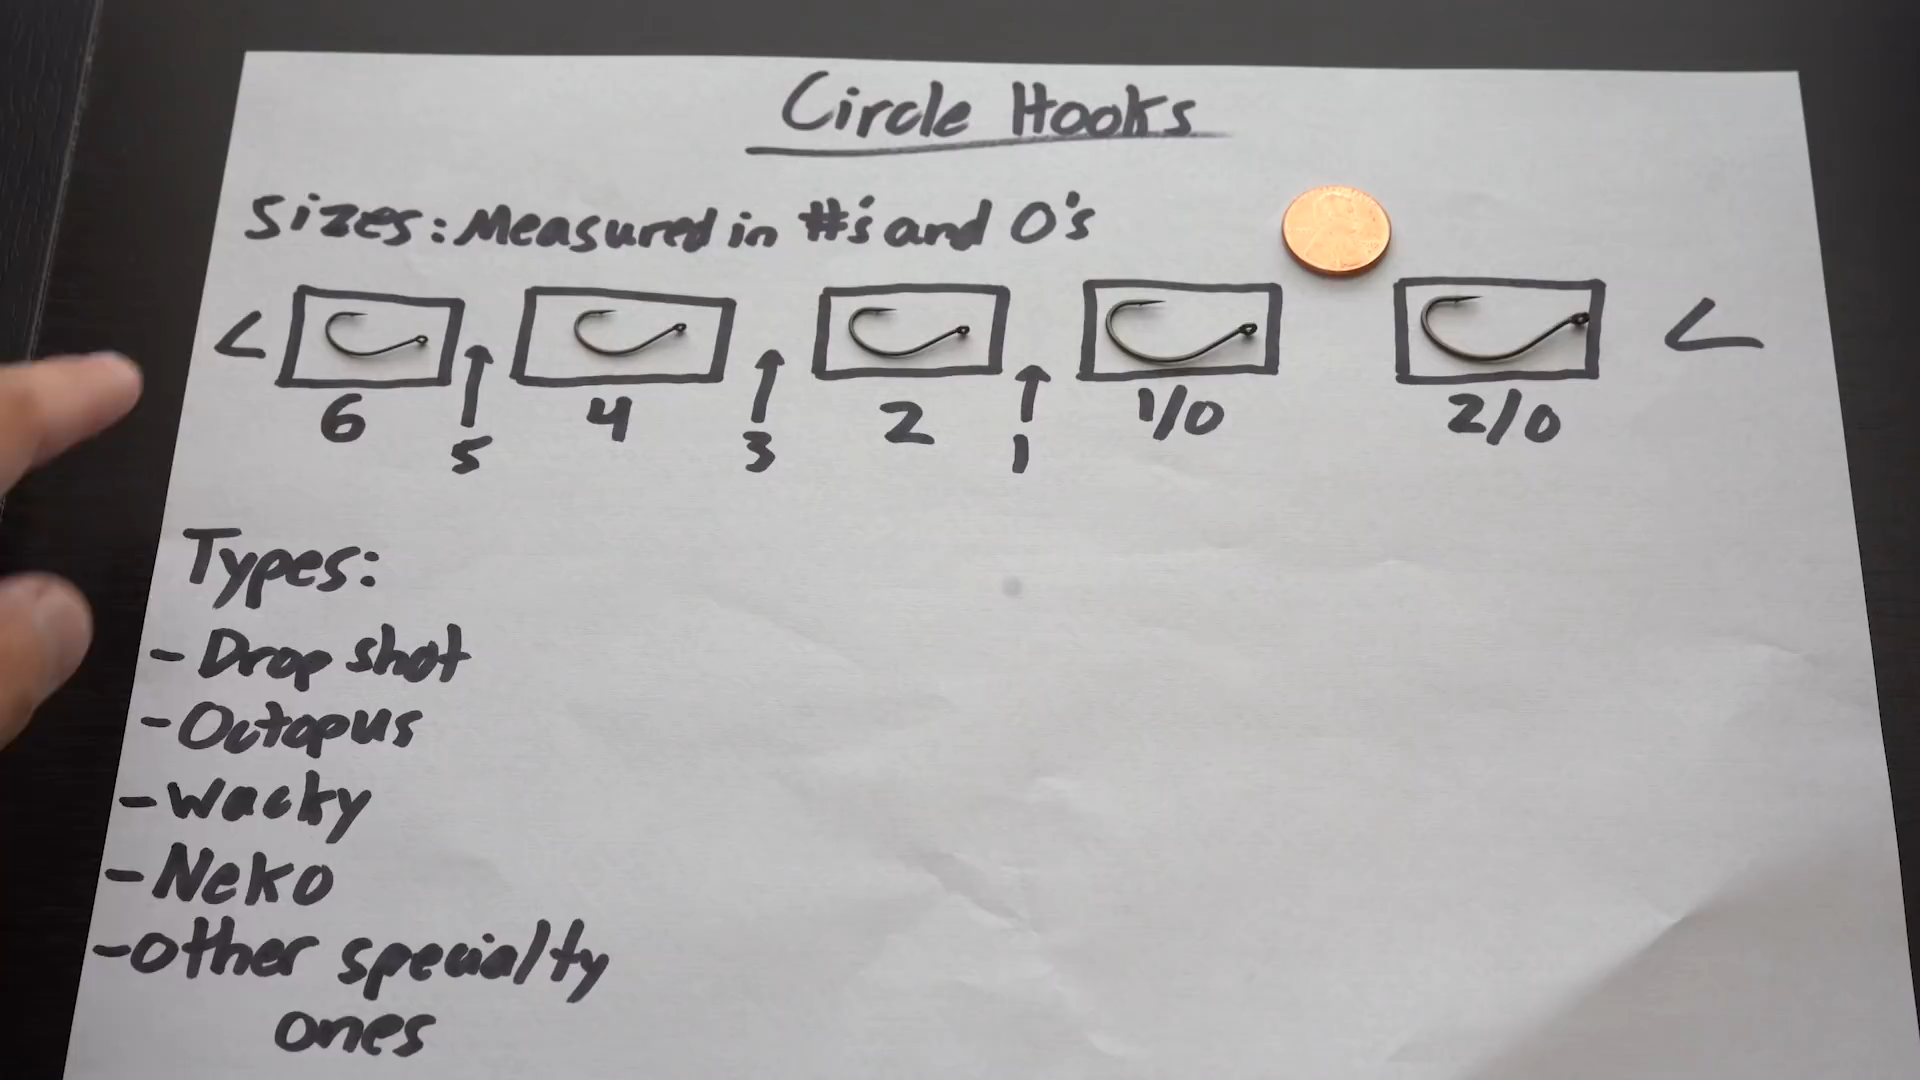 Circle Hooks
Sizes: Measured in #'s and O's
< <
6 4 2 1/0 2/0
5 3 1
Types:
- Drop shot
- Octopus
- Wacky
- Neko
- Other specialty
ones